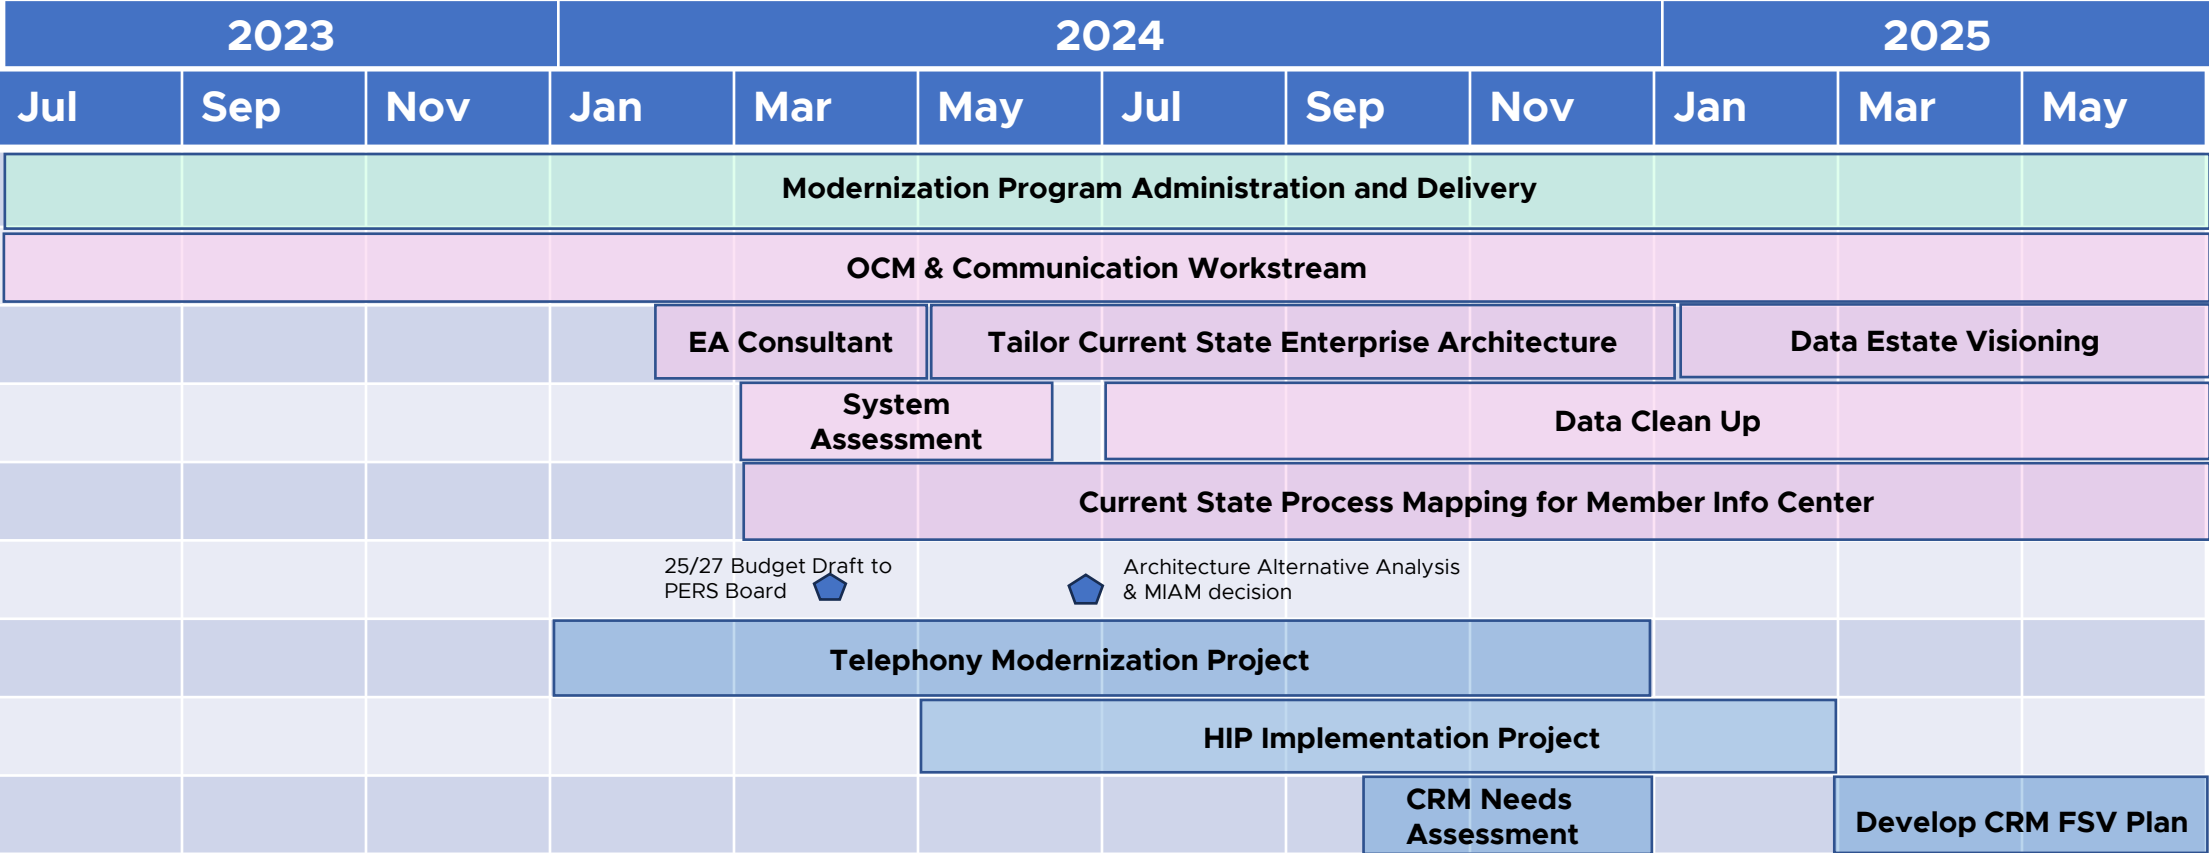 2023 2024 2025
Jul Sep Nov Jan Mar May Jul Sep Nov Jan Mar May
Modernization Program Administration and Delivery
OCM & Communication Workstream
EA Consultant Tailor Current State Enterprise Architecture Data Estate Visioning
System
Assessment
Data Clean Up
Current State Process Mapping for Member Info Center
25/27 Budget Draft to
PERS Board
Architecture Alternative Analysis
& MIAM decision
Telephony Modernization Project
HIP Implementation Project
CRM Needs
Assessment
Develop CRM FSV Plan